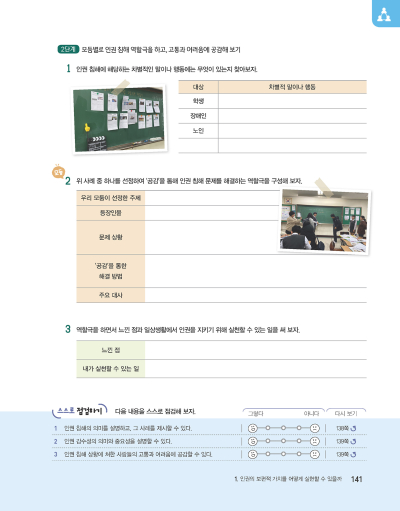 2단계 모둠별로 인권 침해 역할극을 하고, 고통과 어려움에 공감해 보기
1 인권 침해에 해당하는 차별적인 말이나 행동에는 무엇이 있는지 찾아보자.
대상 차별적 말이나 행동
학생
장애인
노인
모둠
2 위 사례 중 하나를 선정하여 '공감'을 통해 인권 침해 문제를 해결하는 역할극을 구성해 보자.
우리 모둠이 선정한 주제
등장인물
문제 상황
'공감'을 통한
해결 방법
주요 대사
3 역할극을 하면서 느낀 점과 일상생활에서 인권을 지키기 위해 실천할 수 있는 일을 써 보자.
느낀 점
내가 실천할 수 있는 일
스스로 점검하기 다음 내용을 스스로 점검해 보자.
그렇다 아니다 다시 보기
1 인권 침해의 의미를 설명하고, 그 사례를 제시할 수 있다. 138쪽
2 인권 감수성의 의미와 중요성을 설명할 수 있다. 139쪽
3 인권 침해 상황에 처한 사람들의 고통과 어려움에 공감할 수 있다. 139쪽
1. 인권의 보편적 가치를 어떻게 실현할 수 있을까 141